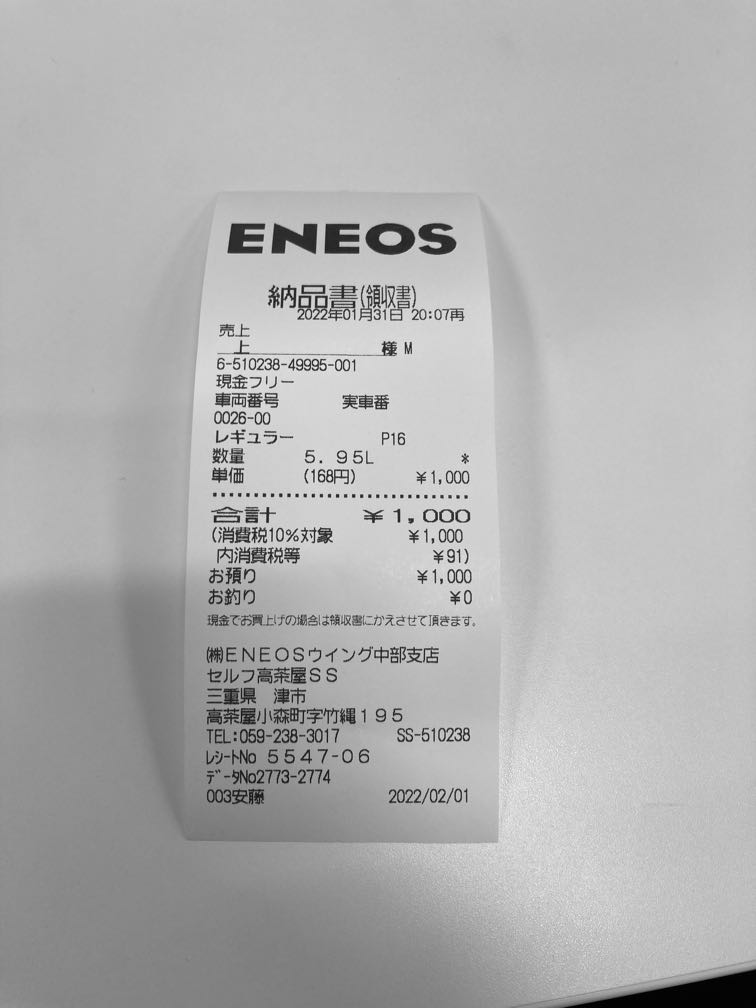 ENEOS
納品書(領収書)
2022年01月31日 20:07再
売上
上 様 M
6-510238-49995-001
現金フリー
車両番号 実車番
0026-00
レギュラー P16
数量 5.95L *
単価 (168円) ¥1,000
合計 ¥1,000
(消費税10%対象 ¥1,000
内消費税等 ¥91)
お預り ¥1,000
お釣り ¥0
現金でお買上げの場合は領収書にかえさせて頂きます。
㈱ENEOSウイング中部支店
セルフ高茶屋SS
三重県 津市
高茶屋小森町字竹縄195
TEL:059-238-3017 SS-510238
レシートNo 5547-06
データNo2773-2774
003安藤 2022/02/01